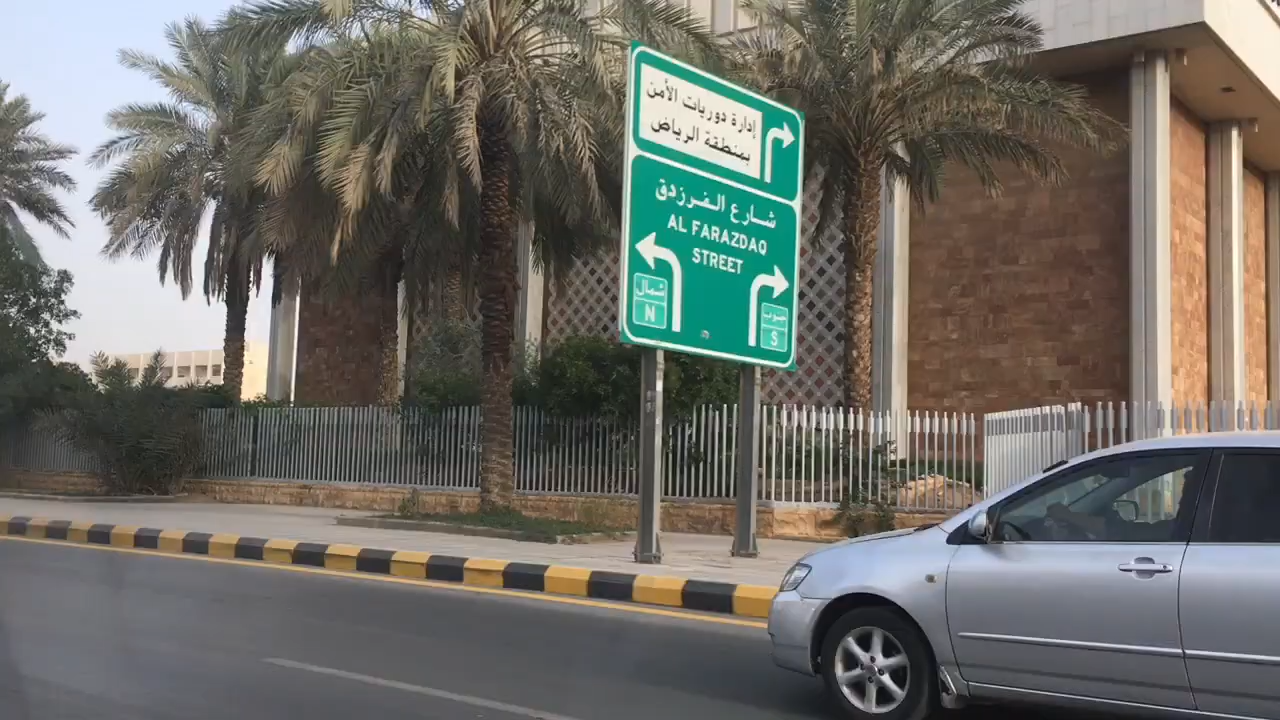 إدارة دوريات الأمن
بمنطقة الرياض
شارع الفرزدق
AL FARAZDAQ
STREET
شمال
N
جنوب
S